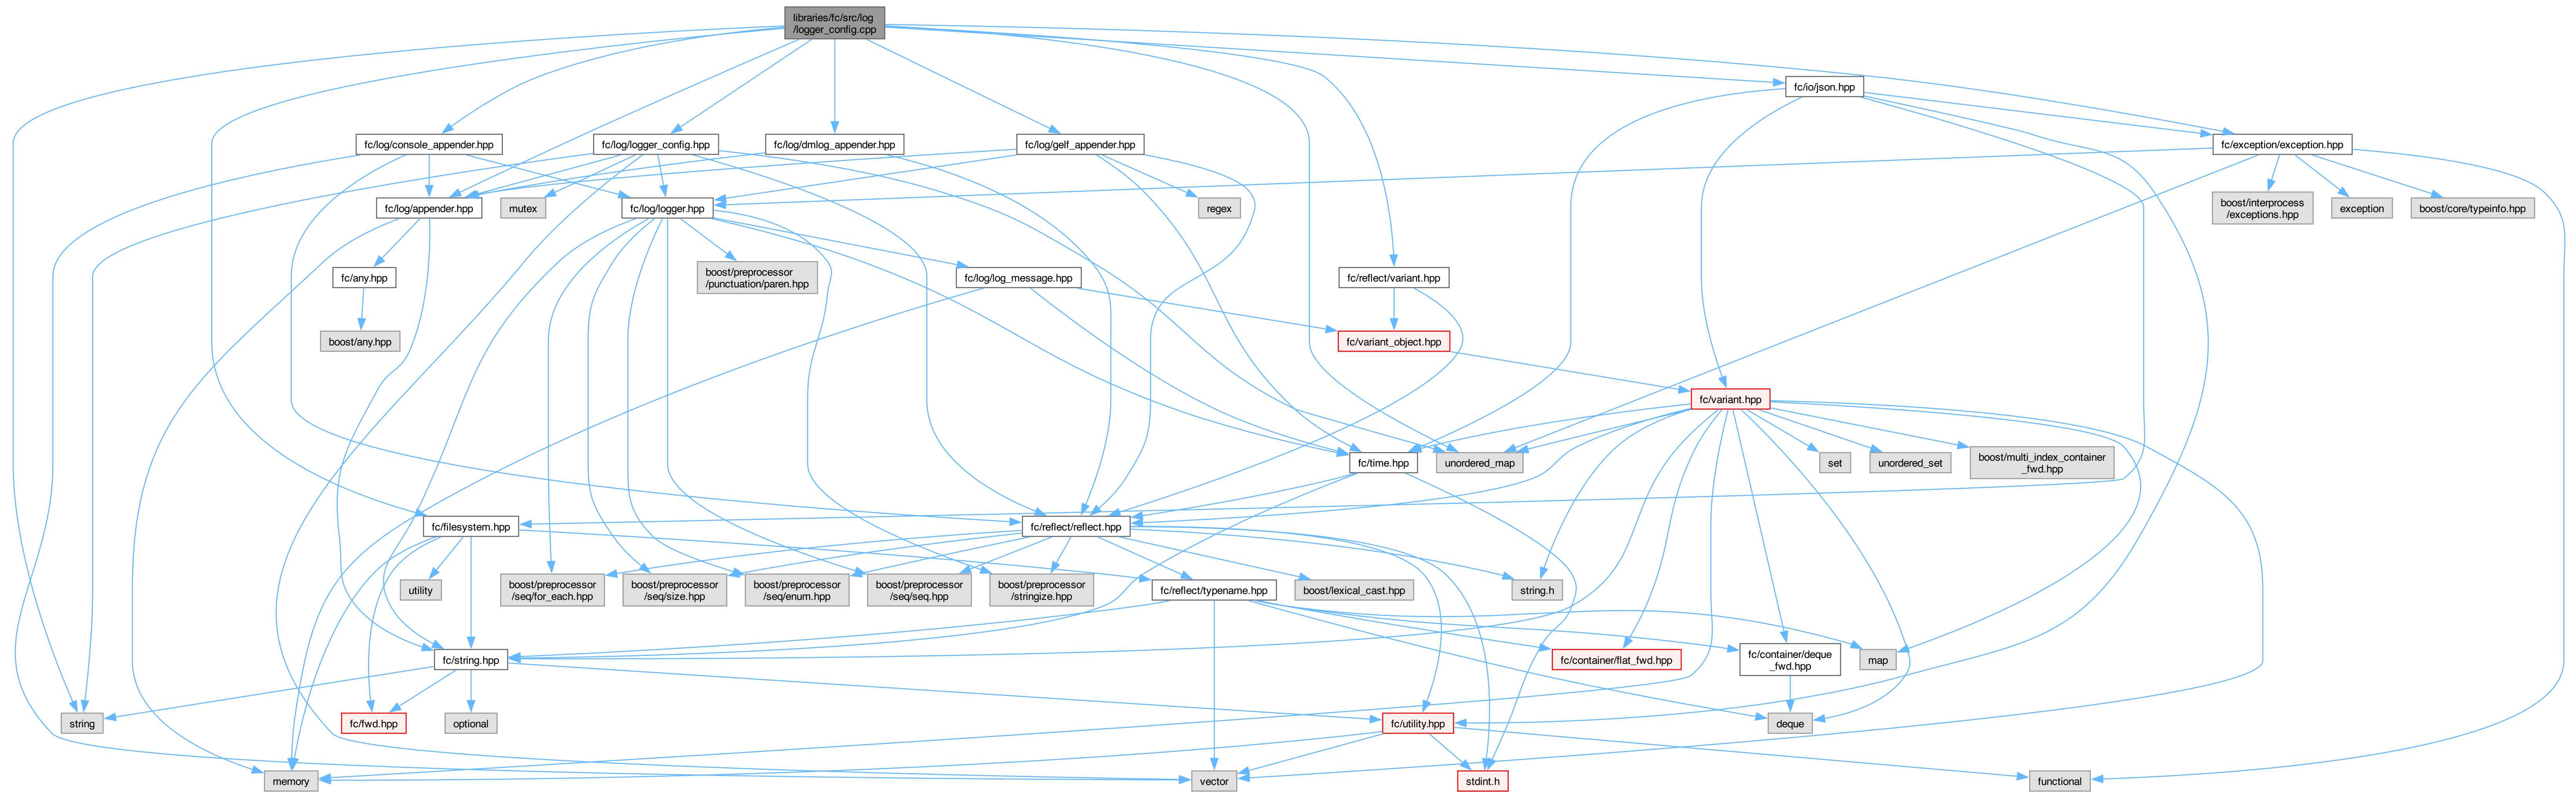 libraries/fc/src/log
/logger_config.cpp
fc/io/json.hpp
fc/log/console_appender.hpp
fc/log/logger_config.hpp
fc/log/dmlog_appender.hpp
fc/log/gelf_appender.hpp
fc/exception/exception.hpp
fc/log/appender.hpp
mutex
fc/log/logger.hpp
regex
boost/interprocess
/exceptions.hpp
exception
boost/core/typeinfo.hpp
fc/any.hpp
boost/preprocessor
/punctuation/paren.hpp
fc/log/log_message.hpp
fc/reflect/variant.hpp
boost/any.hpp
fc/variant_object.hpp
fc/variant.hpp
fc/time.hpp
unordered_map
set
unordered_set
boost/multi_index_container
_fwd.hpp
fc/filesystem.hpp
fc/reflect/reflect.hpp
utility
boost/preprocessor
/seq/for_each.hpp
boost/preprocessor
/seq/size.hpp
boost/preprocessor
/seq/enum.hpp
boost/preprocessor
/seq/seq.hpp
boost/preprocessor
/stringize.hpp
fc/reflect/typename.hpp
boost/lexical_cast.hpp
string.h
fc/string.hpp
fc/container/flat_fwd.hpp
fc/container/deque
_fwd.hpp
map
string
fc/fwd.hpp
optional
fc/utility.hpp
deque
memory
vector
stdint.h
functional